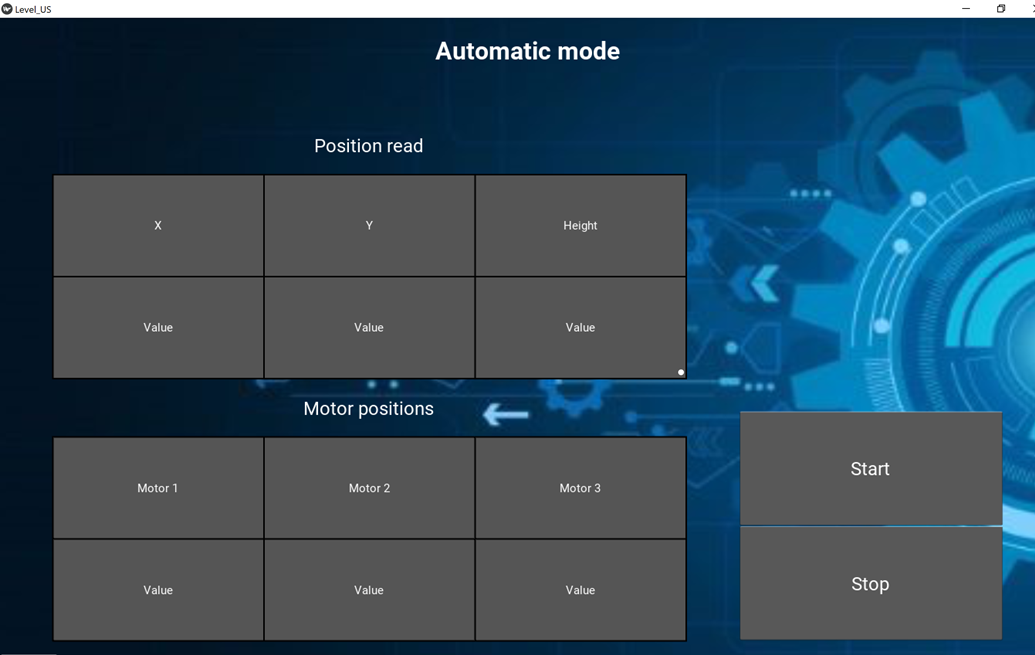 Level_US
Automatic mode
Position read
X Y Height
Value Value Value
Motor positions
Motor 1 Motor 2 Motor 3
Value Value Value
Start
Stop